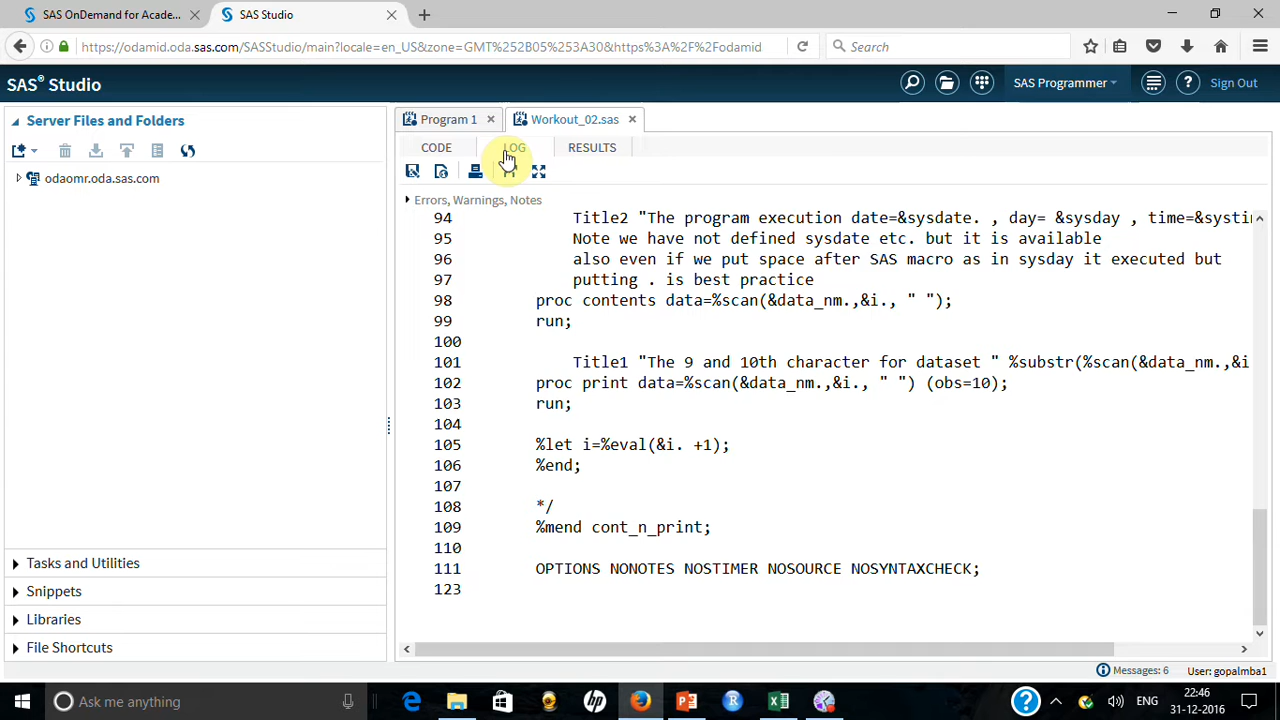 SAS OnDemand for Acade...
SAS Studio
https://odamid.oda.sas.com/SASStudio/main?locale=en_US&zone=GMT%252B05%253A30&https%3A%2F%2Fodamid
Search
SAS® Studio
SAS Programmer
Sign Out
Server Files and Folders
odaomr.oda.sas.com
Tasks and Utilities
Snippets
Libraries
File Shortcuts
Program 1
Workout_02.sas
CODE
LOG
RESULTS
Errors, Warnings, Notes
94 Title2 "The program execution date=&sysdate. , day= &sysday , time=&systi
95 Note we have not defined sysdate etc. but it is available
96 also even if we put space after SAS macro as in sysday it executed but
97 putting . is best practice
98 proc contents data=%scan(&data_nm.,&i., " ");
99 run;
100
101 Title1 "The 9 and 10th character for dataset " %substr(%scan(&data_nm.,&i
102 proc print data=%scan(&data_nm.,&i., " ") (obs=10);
103 run;
104
105 %let i=%eval(&i. +1);
106 %end;
107
108 */
109 %mend cont_n_print;
110
111 OPTIONS NONOTES NOSTIMER NOSOURCE NOSYNTAXCHECK;
123
Messages: 6
User: gopalmba1
Ask me anything
ENG
22:46
31-12-2016